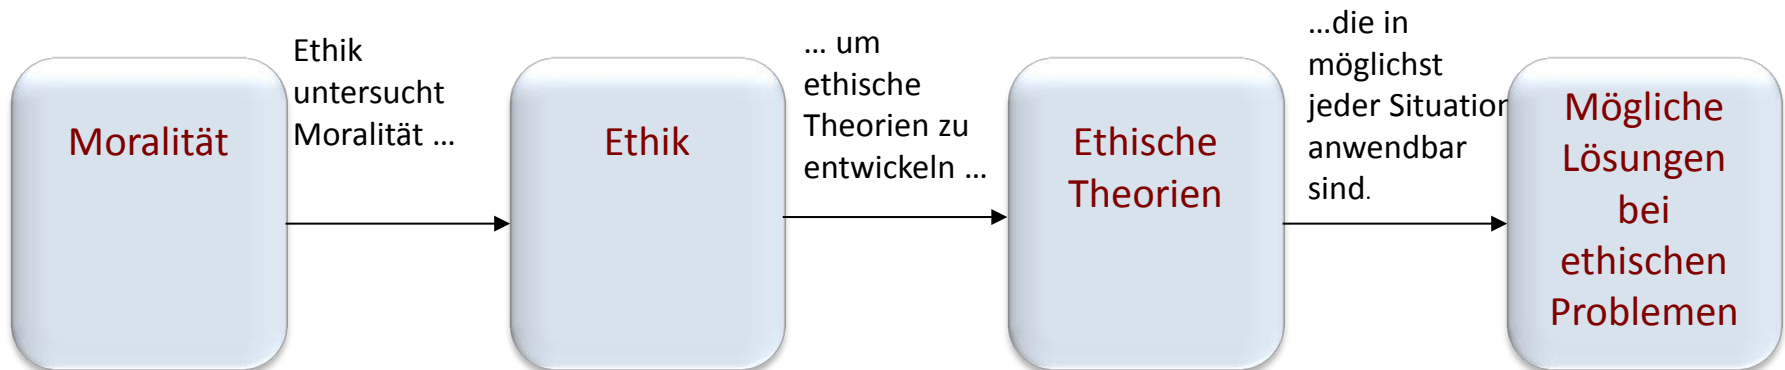 Moralität
Ethik
untersucht
Moralität ...
Ethik
... um
ethische
Theorien zu
entwickeln ...
Ethische
Theorien
...die in
möglichst
jeder Situation
anwendbar
sind.
Mögliche
Lösungen
bei
ethischen
Problemen